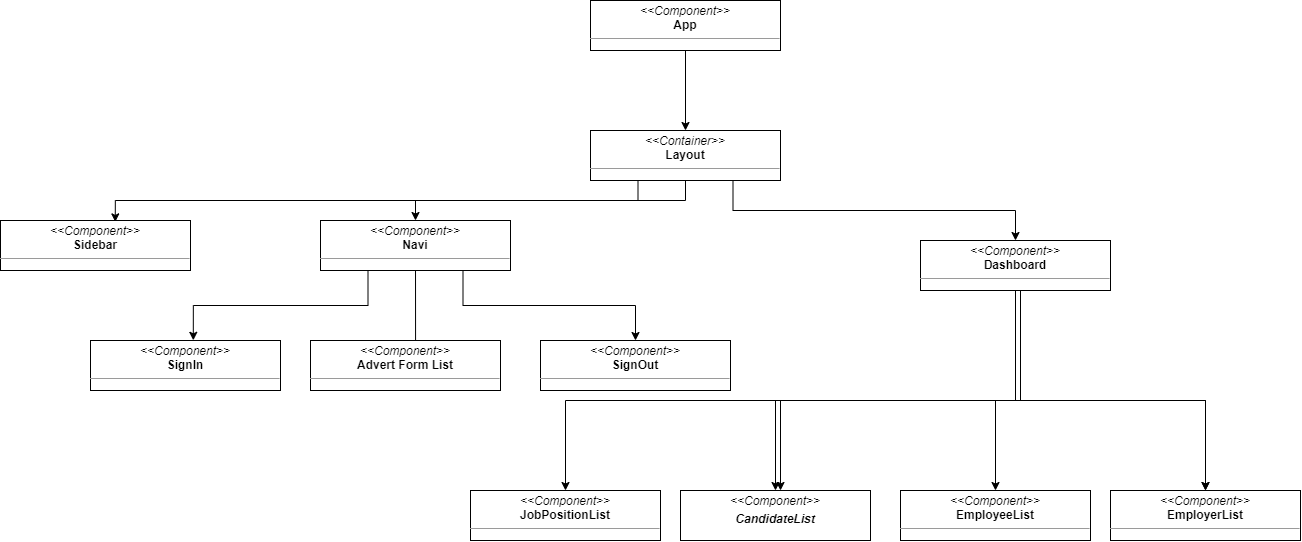 <<Component>>
App
<<Container>>
Layout
<<Component>>
Sidebar
<<Component>>
Navi
<<Component>>
Dashboard
<<Component>>
SignIn
<<Component>>
Advert Form List
<<Component>>
SignOut
<<Component>>
JobPositionList
<<Component>>
CandidateList
<<Component>>
EmployeeList
<<Component>>
EmployerList